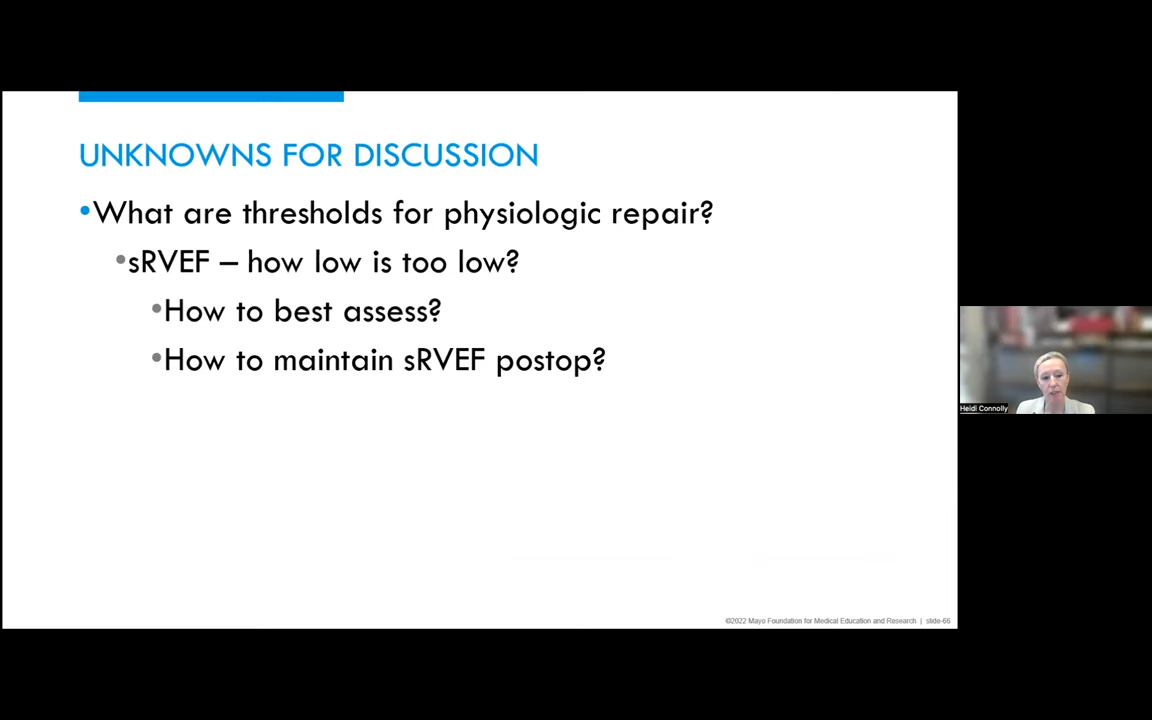 UNKNOWNS FOR DISCUSSION
•What are thresholds for physiologic repair?
•sRVEF – how low is too low?
•How to best assess?
•How to maintain sRVEF postop?
Heidi Connolly
©2022 Mayo Foundation for Medical Education and Research | slide-66